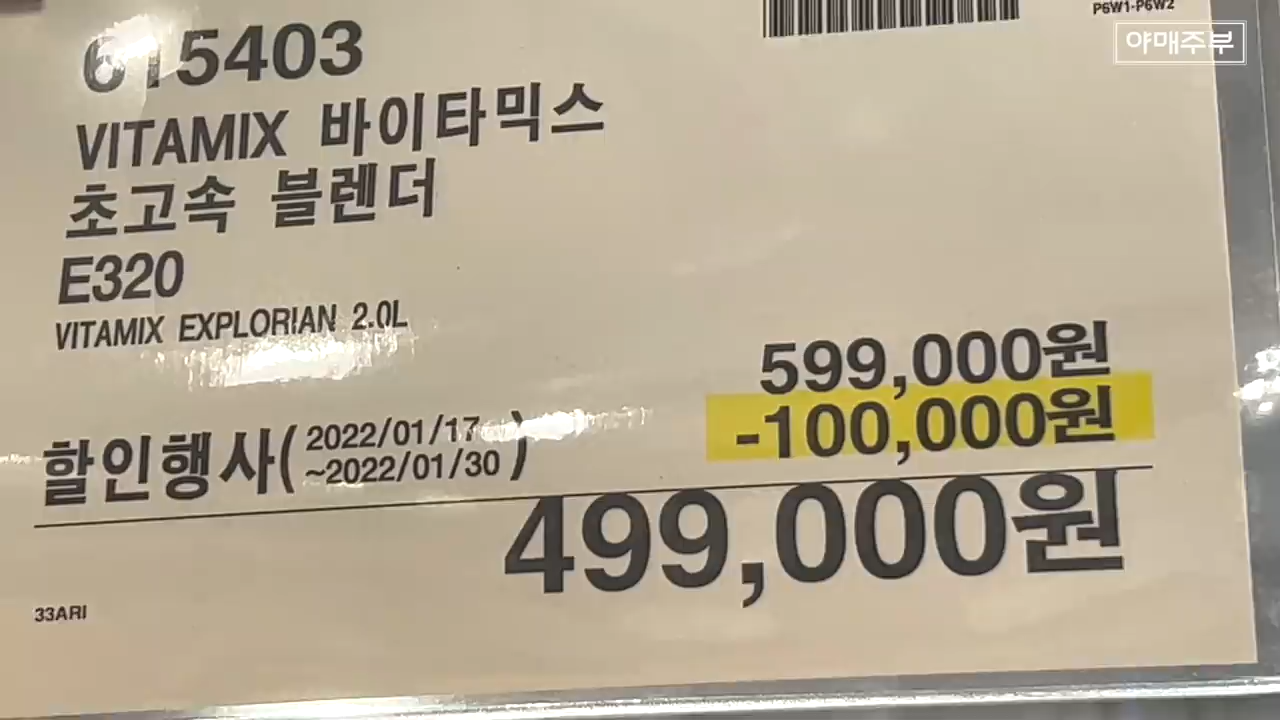 P6W1-P6W2
야매주부
615403
VITAMIX 바이타믹스
초고속 블렌더
E320
VITAMIX EXPLORIAN 2.0L
599,000원
-100,000원
할인행사( 2022/01/17
~2022/01/30 )
499,000원
33ARI